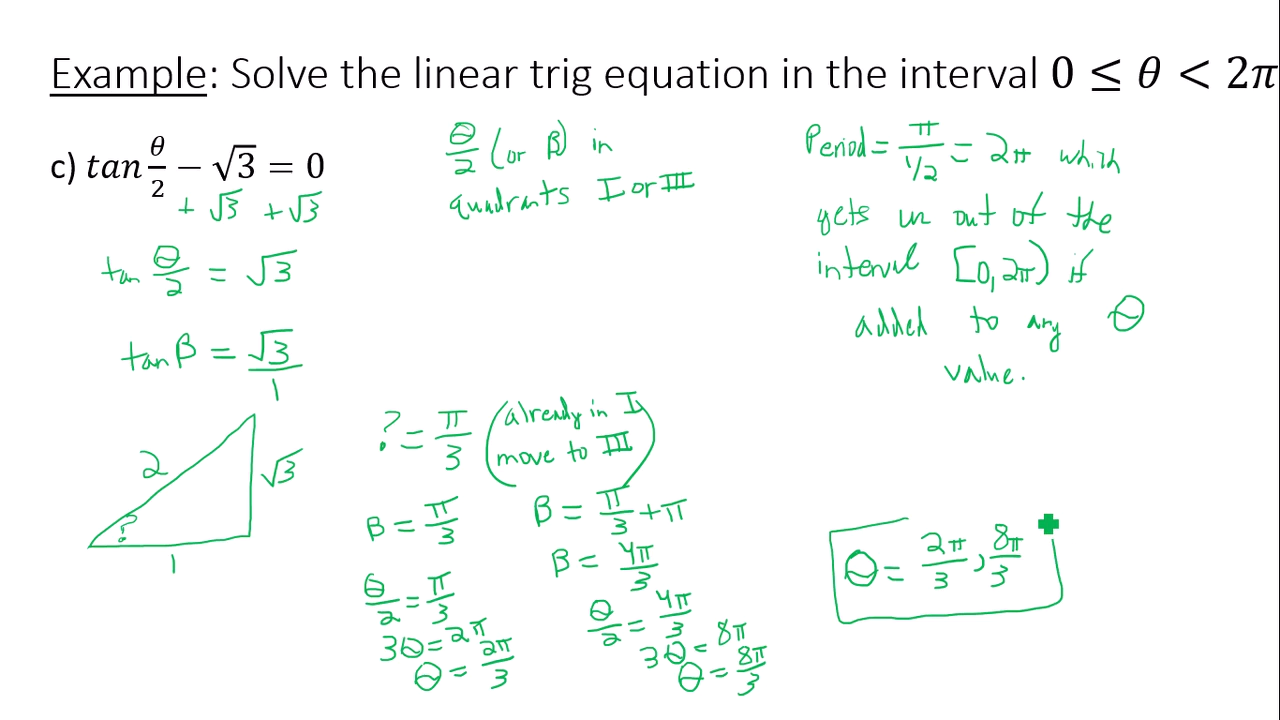 Example: Solve the linear trig equation in the interval 0 ≤ θ < 2π
c) tan θ/2 − √3 = 0
+ √3 + √3
tan θ/2 = √3
tan β = √3/1
2
√3
?
1
θ/2 (or β) in
quadrants I or III
? = π/3 (already in I
move to III)
β = π/3
θ/2 = π/3
3θ = 2π
θ = 2π/3
β = π/3 + π
β = 4π/3
θ/2 = 4π/3
3θ = 8π
θ = 8π/3
Period = π/(1/2) = 2π which
gets us out of the
interval [0, 2π) if
added to any θ
value.
θ = 2π/3, 8π/3